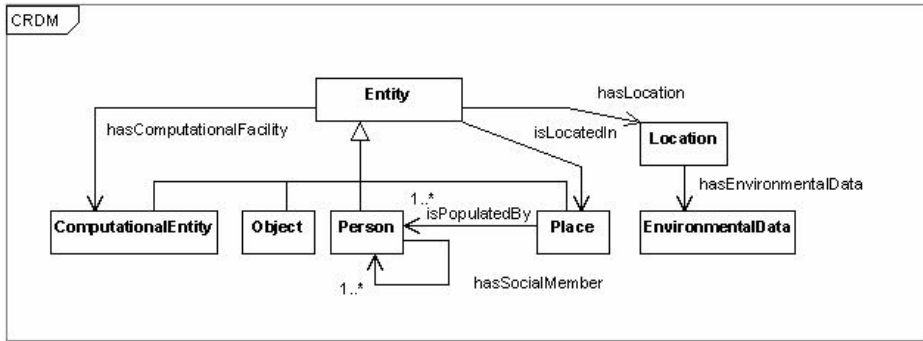 CRDM
Entity
hasLocation
hasComputationalFacility
isLocatedIn
Location
hasEnvironmentalData
1..*
isPopulatedBy
ComputationalEntity
Object
Person
Place
EnvironmentalData
1..*
hasSocialMember